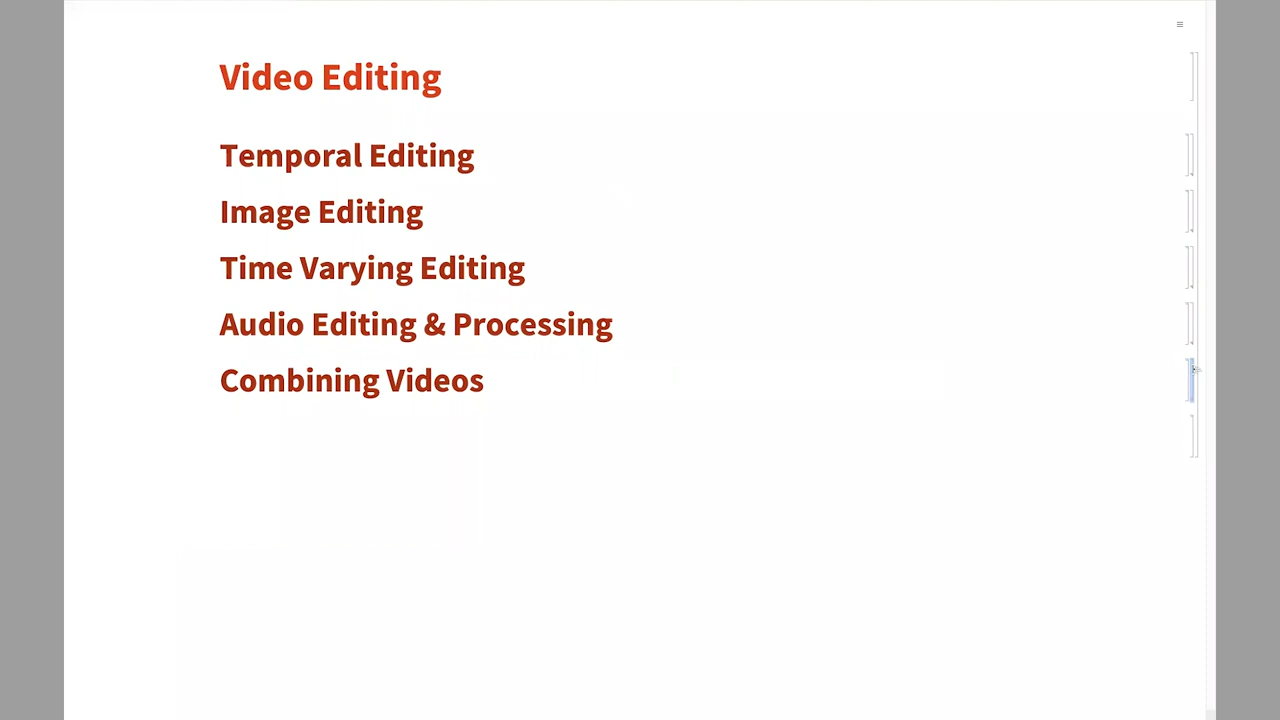 Video Editing
Temporal Editing
Image Editing
Time Varying Editing
Audio Editing & Processing
Combining Videos